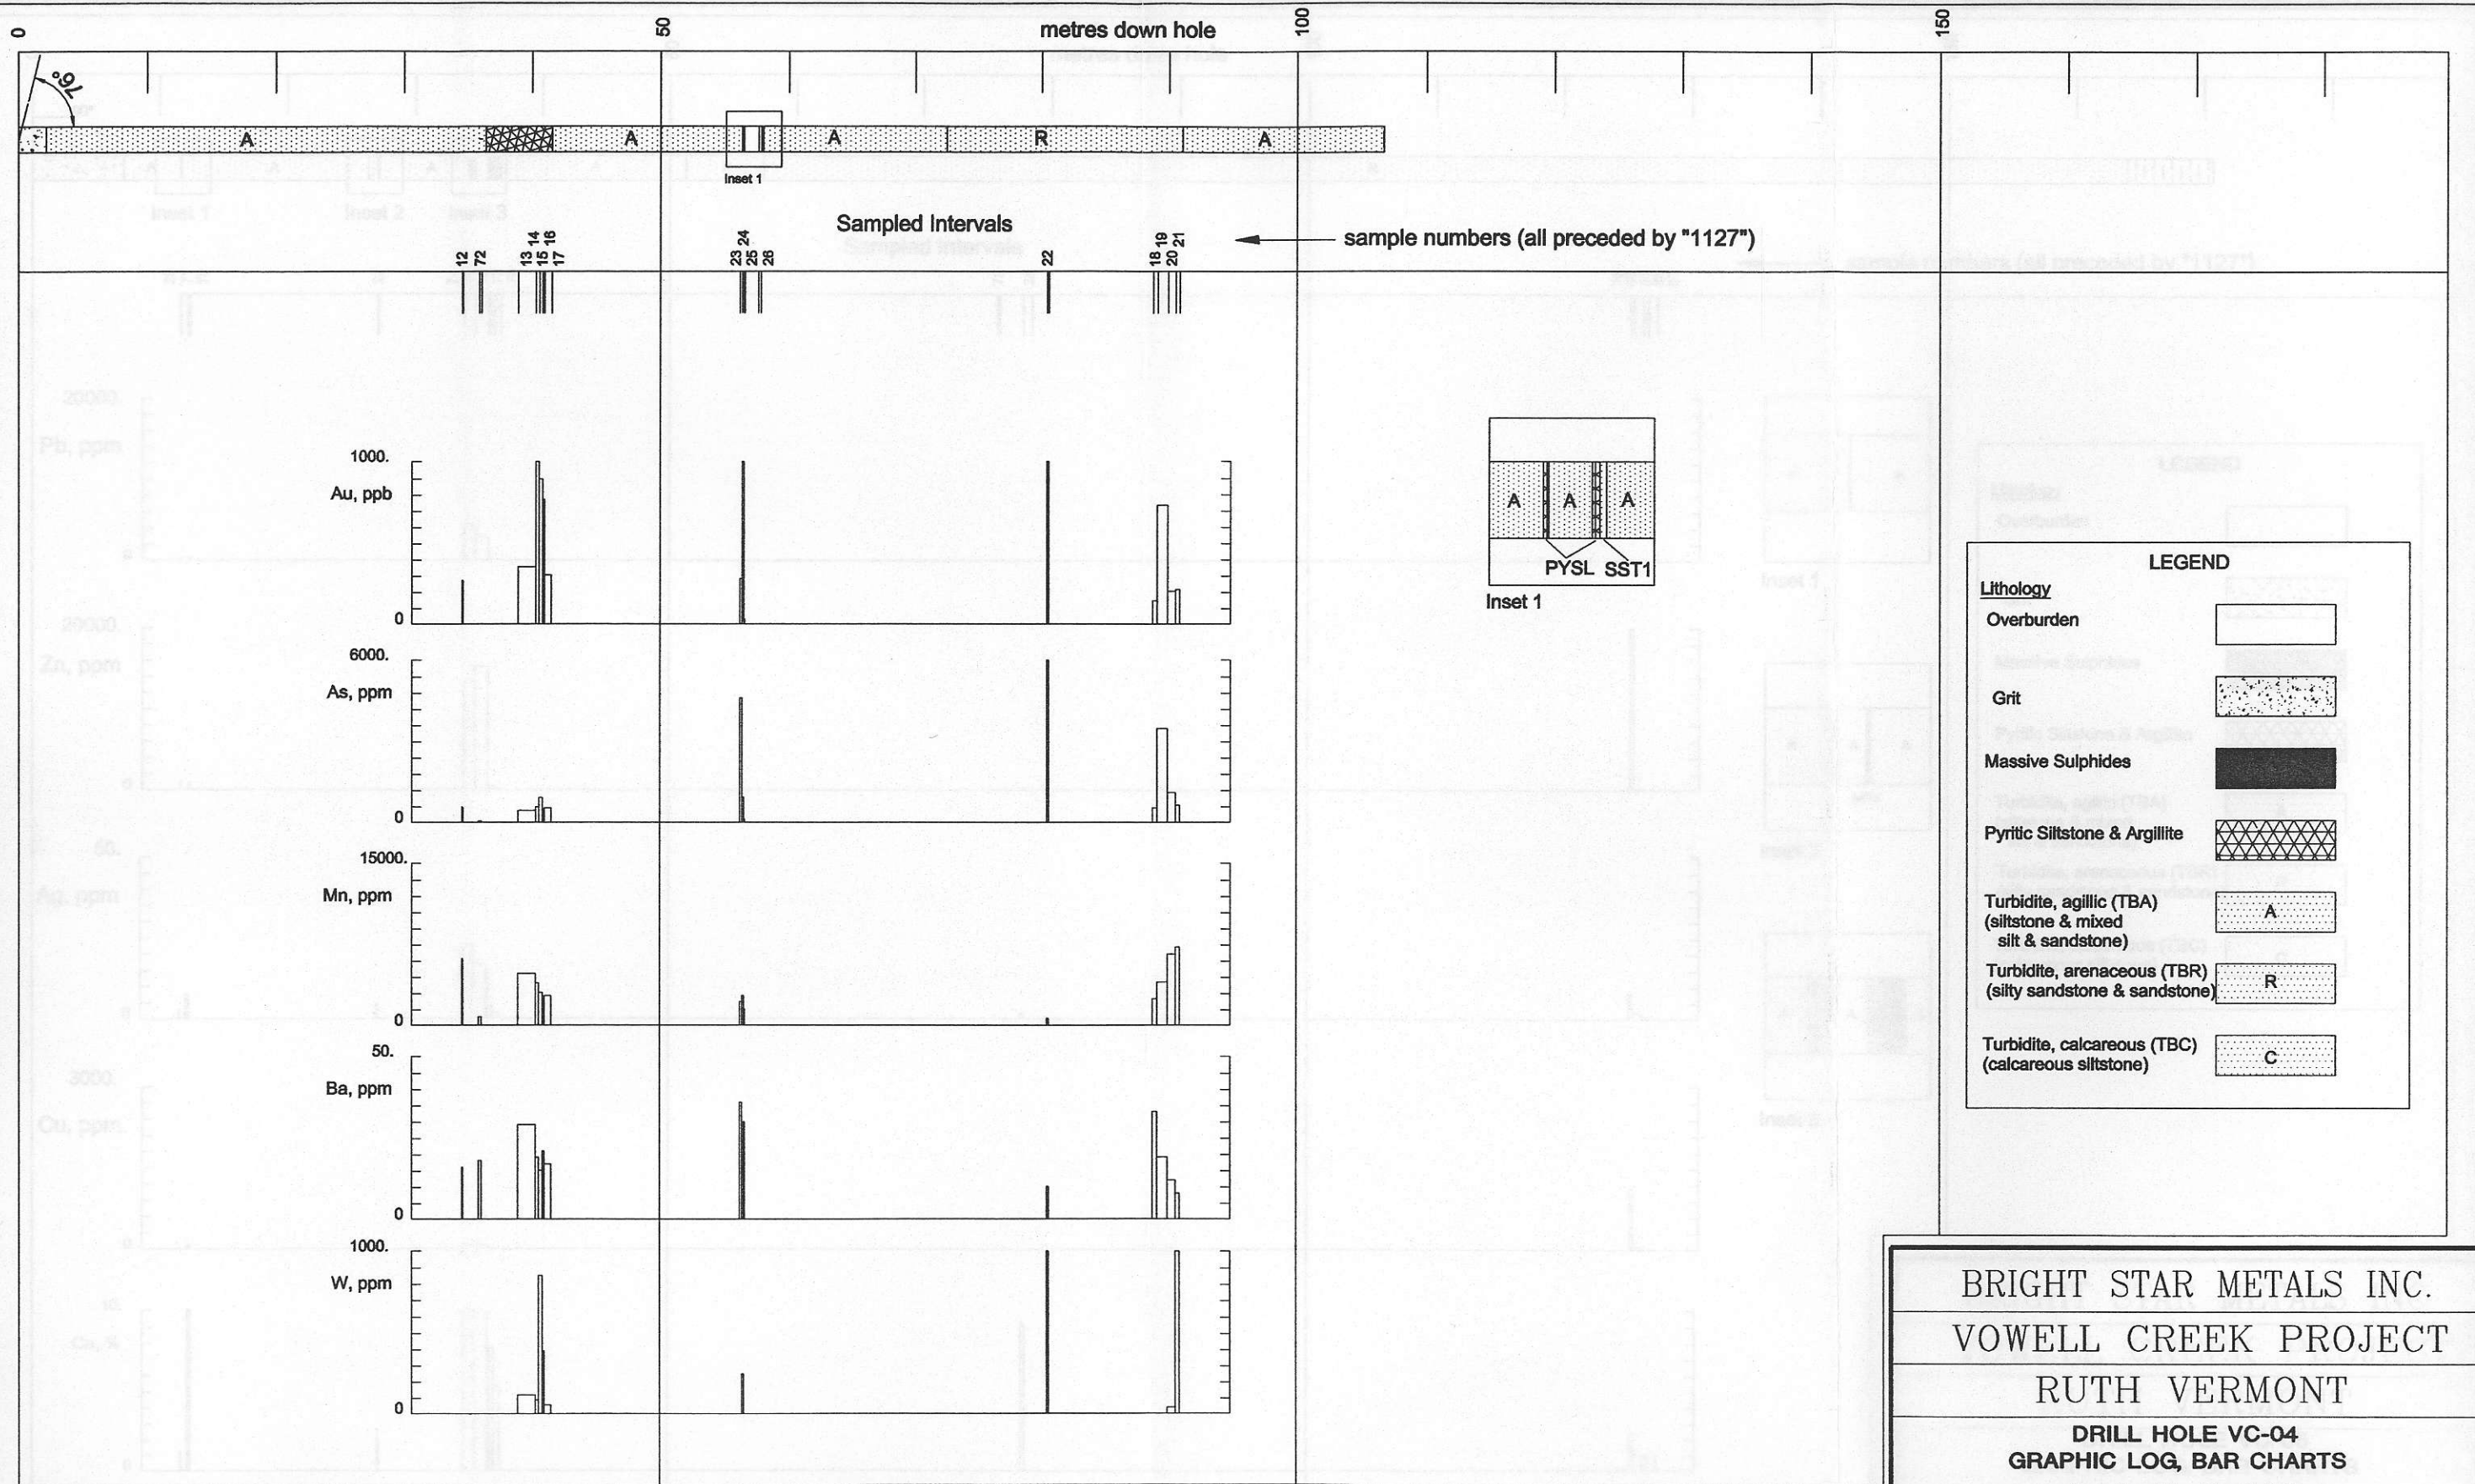 0
50
metres down hole
100
150
76°
A
A
A
R
A
Inset 1
Sampled Intervals
12
72
13
14
15
16
17
23
24
25
26
22
18
19
20
21
sample numbers (all preceded by "1127")
1000.
Au, ppb
0
6000.
As, ppm
0
15000.
Mn, ppm
0
50.
Ba, ppm
0
1000.
W, ppm
0
A
A
A
PYSL SST1
Inset 1
LEGEND
Lithology
Overburden
Grit
Massive Sulphides
Pyritic Siltstone & Argillite
Turbidite, agillic (TBA)
(siltstone & mixed
silt & sandstone)
A
Turbidite, arenaceous (TBR)
(silty sandstone & sandstone)
R
Turbidite, calcareous (TBC)
(calcareous siltstone)
C
BRIGHT STAR METALS INC.
VOWELL CREEK PROJECT
RUTH VERMONT
DRILL HOLE VC-04
GRAPHIC LOG, BAR CHARTS